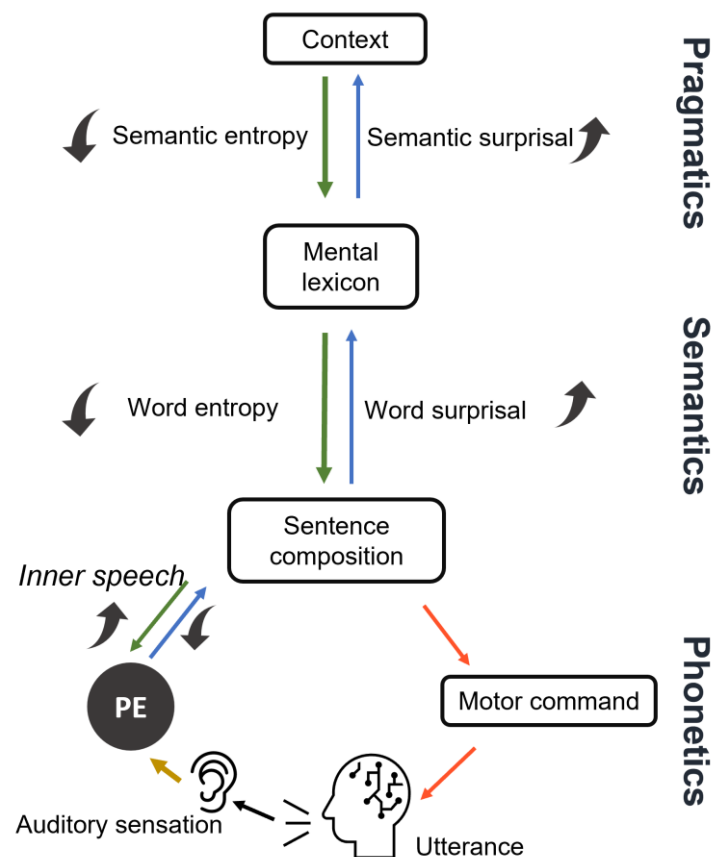 Context
Pragmatics
Semantic entropy
Semantic surprisal
Mental
lexicon
Semantics
Word entropy
Word surprisal
Sentence
composition
Inner speech
Phonetics
PE
Motor command
Auditory sensation
Utterance